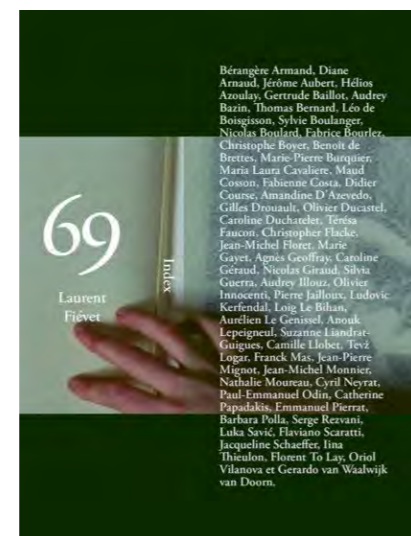 69
Laurent
Fiévet
Index
Bérangère Armand, Diane
Arnaud, Jérôme Aubert, Hélios
Azoulay, Gertrude Baillot, Audrey
Bazin, Thomas Bernard, Léo de
Boisgisson, Sylvie Boulanger,
Nicolas Boulard, Fabrice Bourlez,
Christophe Boyer, Benoît de
Brettes, Marie-Pierre Burquier,
Maria Laura Cavaliere, Maud
Cosson, Fabienne Costa, Didier
Course, Amandine D'Azevedo,
Gilles Drouault, Olivier Ducastel,
Caroline Duchatelet, Térésa
Faucon, Christopher Flacke,
Jean-Michel Floret, Marie
Gayet, Agnes Geoffray, Caroline
Géraud, Nicolas Giraud, Silvia
Guerra, Audrey Illouz, Olivier
Innocenti, Pierre Jailloux, Ludovic
Kerfendal, Loig Le Bihan,
Aurélien Le Genissel, Anouk
Lepeigneul, Suzanne Liandrat-
Guigues, Camille Llobet, Tevž
Logar, Franck Mas, Jean-Pierre
Mignot, Jean-Michel Monnier,
Nathalie Moureau, Cyril Neyrat,
Paul-Emmanuel Odin, Catherine
Papadakis, Emmanuel Pierrat,
Barbara Polla, Serge Rezvani,
Luka Savić, Flaviano Scaratti,
Jacqueline Schaeffer, Iina
Thieulon, Florent To Lay, Oriol
Vilanova et Gerardo van Waalwijk
van Doorn.